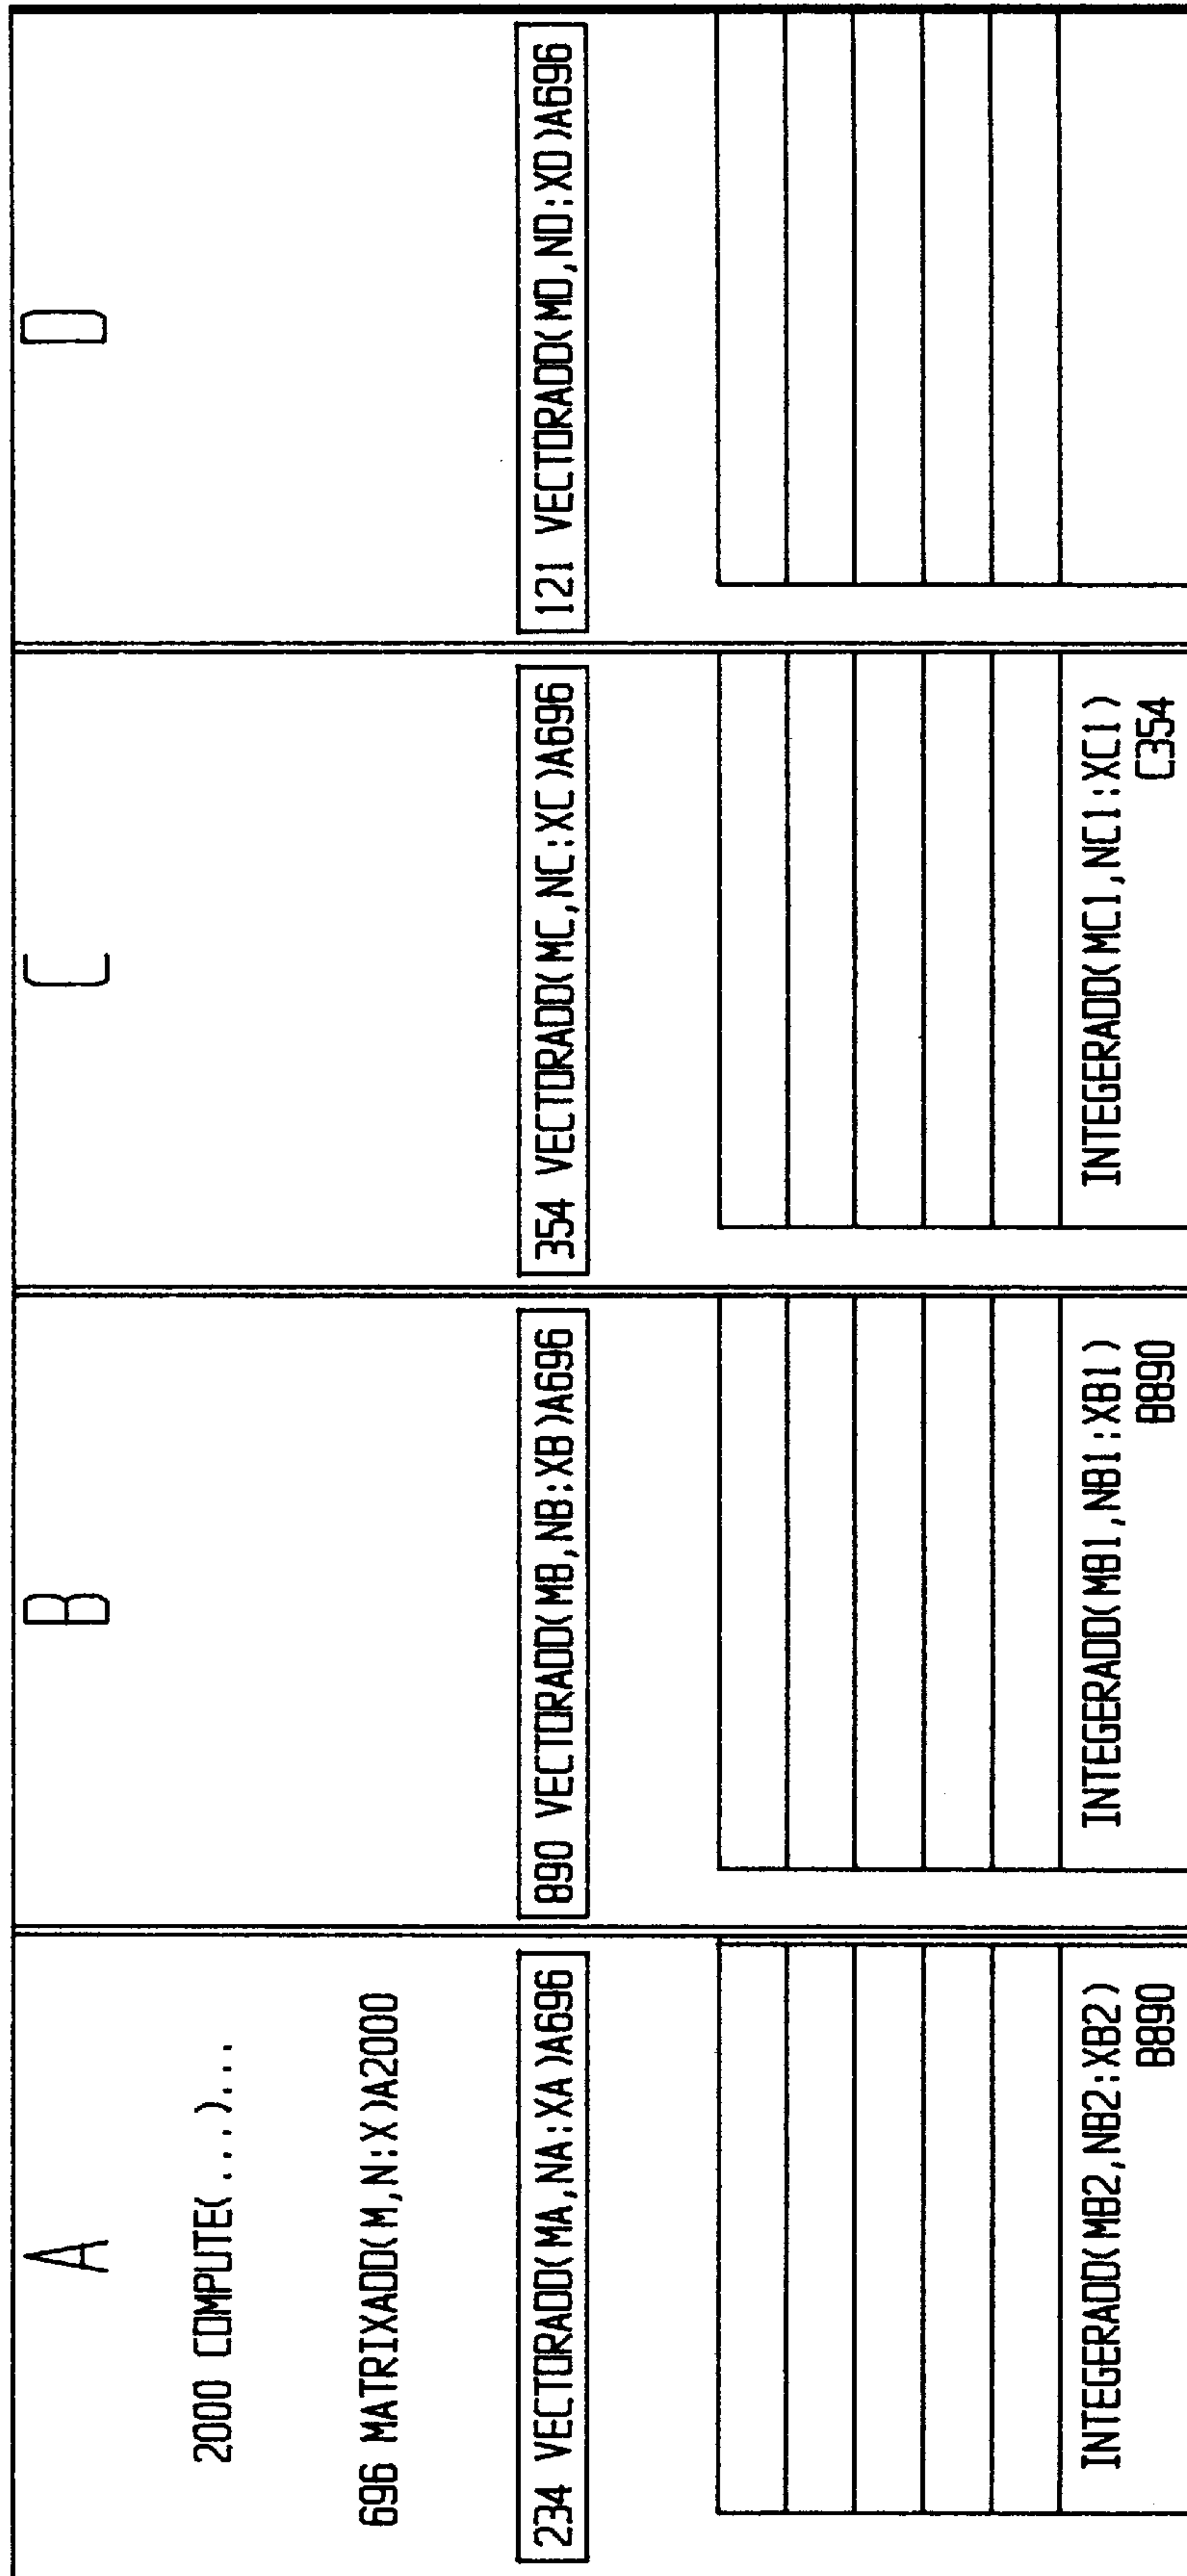 A B C D
2000 COMPUTE(...)...
696 MATRIXADD(M,N:X)A2000
234 VECTORADD(MA,NA:XA)A696
890 VECTORADD(MB,NB:XB)A696
354 VECTORADD(MC,NC:XC)A696
121 VECTORADD(MD,ND:XD)A696
INTEGERADD(MB2,NB2:XB2)
B890
INTEGERADD(MB1,NB1:XB1)
B890
INTEGERADD(MC1,NC1:XC1)
C354